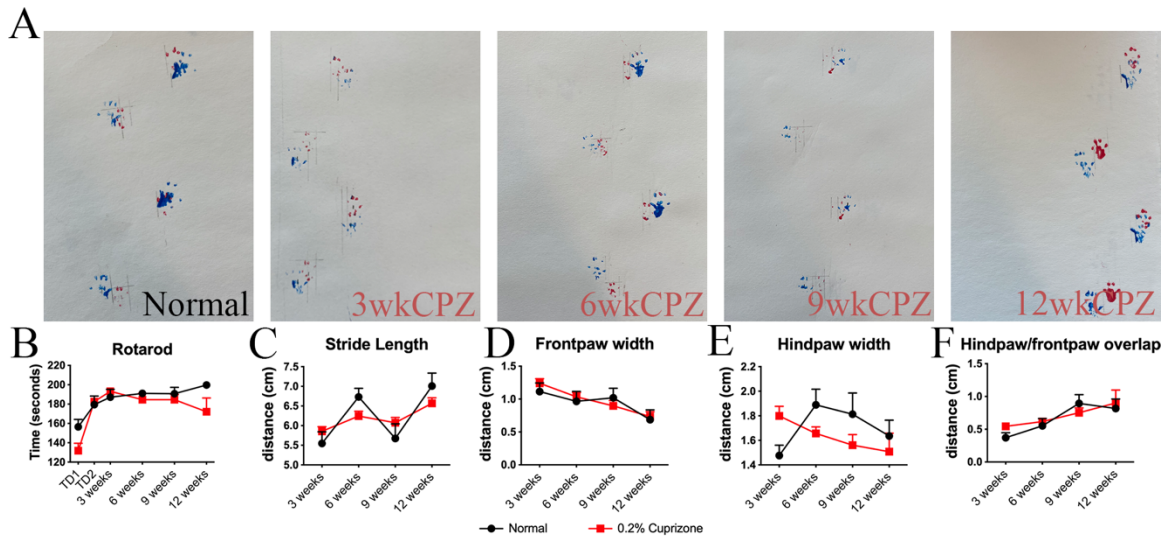 A
Normal
3wkCPZ
6wkCPZ
9wkCPZ
12wkCPZ
B
Rotarod
Time (seconds)
200
180
160
140
120
TD1
TD2
3 weeks
6 weeks
9 weeks
12 weeks
C
Stride Length
distance (cm)
7.5
7.0
6.5
6.0
5.5
5.0
3 weeks
6 weeks
9 weeks
12 weeks
D
Frontpaw width
distance (cm)
1.5
1.0
0.5
0.0
3 weeks
6 weeks
9 weeks
12 weeks
E
Hindpaw width
distance (cm)
2.2
2.0
1.8
1.6
1.4
3 weeks
6 weeks
9 weeks
12 weeks
F
Hindpaw/frontpaw overlap
distance (cm)
1.5
1.0
0.5
0.0
3 weeks
6 weeks
9 weeks
12 weeks
Normal
0.2% Cuprizone